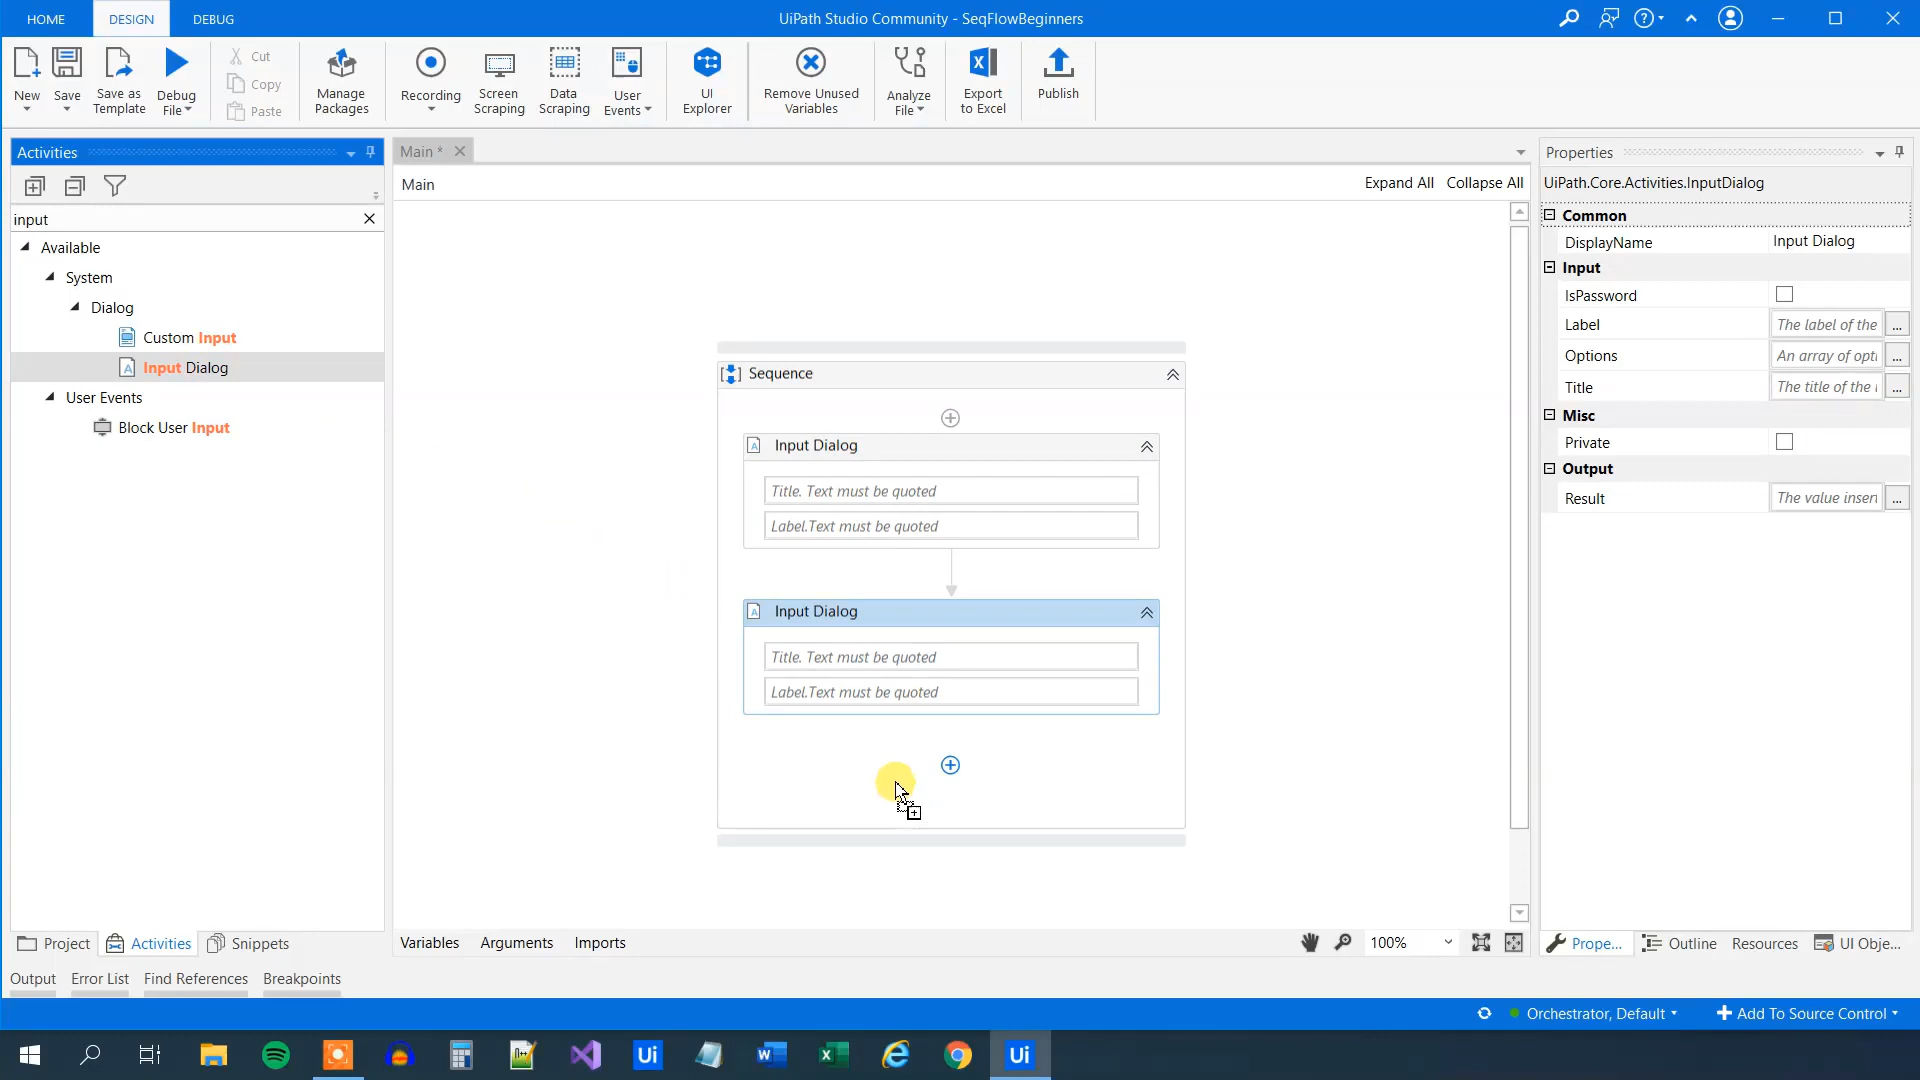 HOME
DESIGN
DEBUG
UiPath Studio Community - SeqFlowBeginners
New
Save
Save as
Template
Debug
File
Cut
Copy
Paste
Manage
Packages
Recording
Screen
Scraping
Data
Scraping
User
Events
UI
Explorer
Remove Unused
Variables
Analyze
File
Export
to Excel
Publish
Activities
input
Available
System
Dialog
Custom Input
Input Dialog
User Events
Block User Input
Main *
Main
Expand All
Collapse All
Sequence
Input Dialog
Title. Text must be quoted
Label.Text must be quoted
Input Dialog
Title. Text must be quoted
Label.Text must be quoted
Properties
UiPath.Core.Activities.InputDialog
Common
DisplayName
Input Dialog
Input
IsPassword
Label
The label of the
...
Options
An array of opti
...
Title
The title of the i
...
Misc
Private
Output
Result
The value insert
...
Project
Activities
Snippets
Variables
Arguments
Imports
100%
Prope...
Outline
Resources
UI Obje...
Output
Error List
Find References
Breakpoints
Orchestrator, Default
Add To Source Control
Ui
Ui